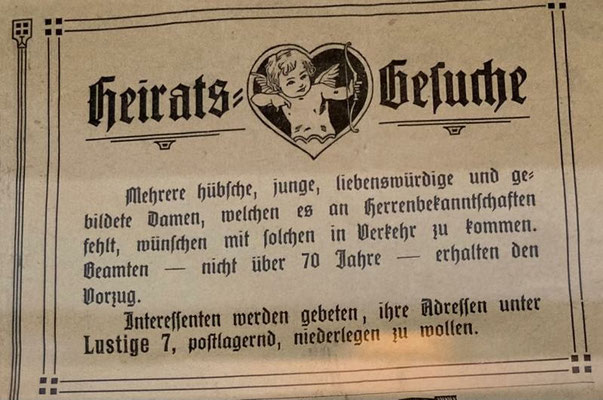 Heirats- Gesuche
Mehrere hübsche, junge, liebenswürdige und ge-
bildete Damen, welchen es an Herrenbekanntschaften
fehlt, wünschen mit solchen in Verkehr zu kommen.
Beamten — nicht über 70 Jahre — erhalten den
Vorzug.
Interessenten werden gebeten, ihre Adressen unter
Lustige 7, postlagernd, niederlegen zu wollen.